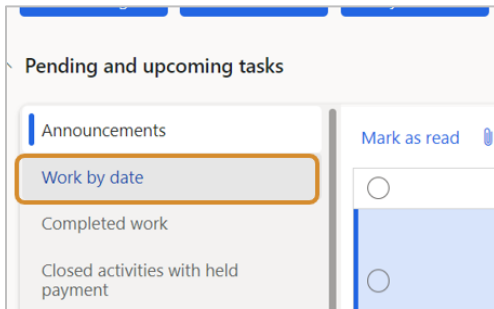 Pending and upcoming tasks
Announcements
Mark as read
Work by date
Completed work
Closed activities with held
payment